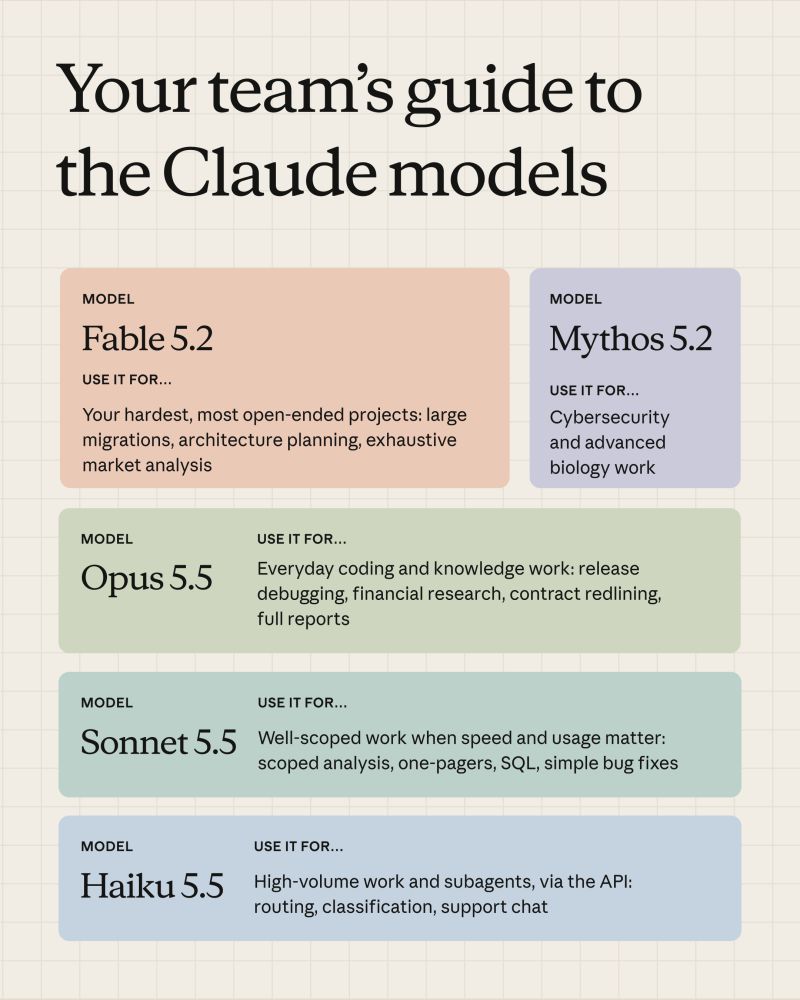 Your team’s guide to
the Claude models
MODEL
Fable 5.2
USE IT FOR...
Your hardest, most open-ended projects: large
migrations, architecture planning, exhaustive
market analysis
MODEL
Mythos 5.2
USE IT FOR...
Cybersecurity
and advanced
biology work
MODEL
Opus 5.5
USE IT FOR...
Everyday coding and knowledge work: release
debugging, financial research, contract redlining,
full reports
MODEL
Sonnet 5.5
USE IT FOR...
Well-scoped work when speed and usage matter:
scoped analysis, one-pagers, SQL, simple bug fixes
MODEL
Haiku 5.5
USE IT FOR...
High-volume work and subagents, via the API:
routing, classification, support chat